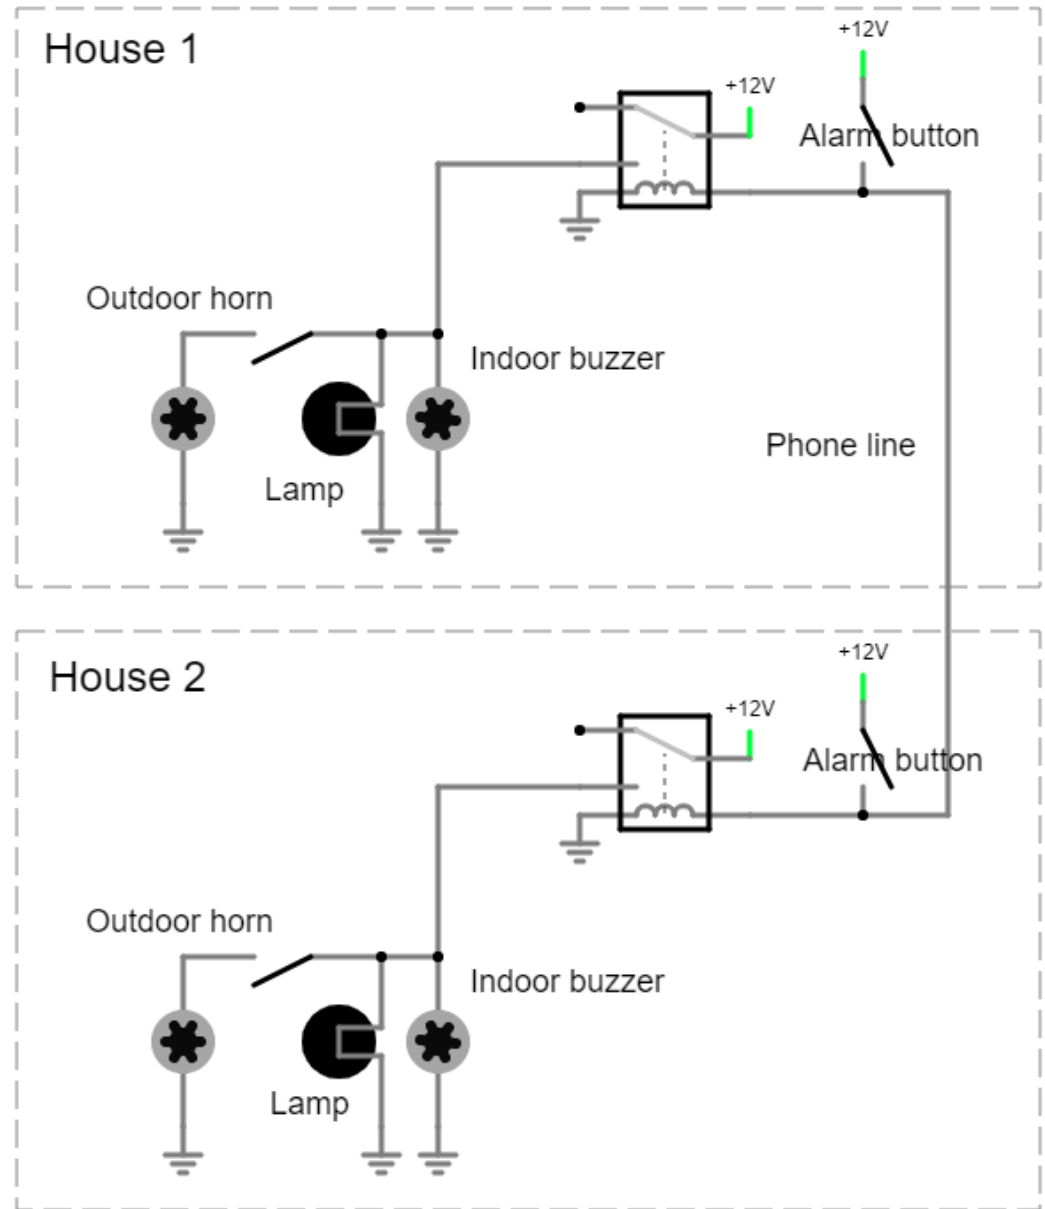 House 1
+12V
+12V
Alarm button
Outdoor horn
Indoor buzzer
Phone line
Lamp
House 2
+12V
+12V
Alarm button
Outdoor horn
Indoor buzzer
Lamp